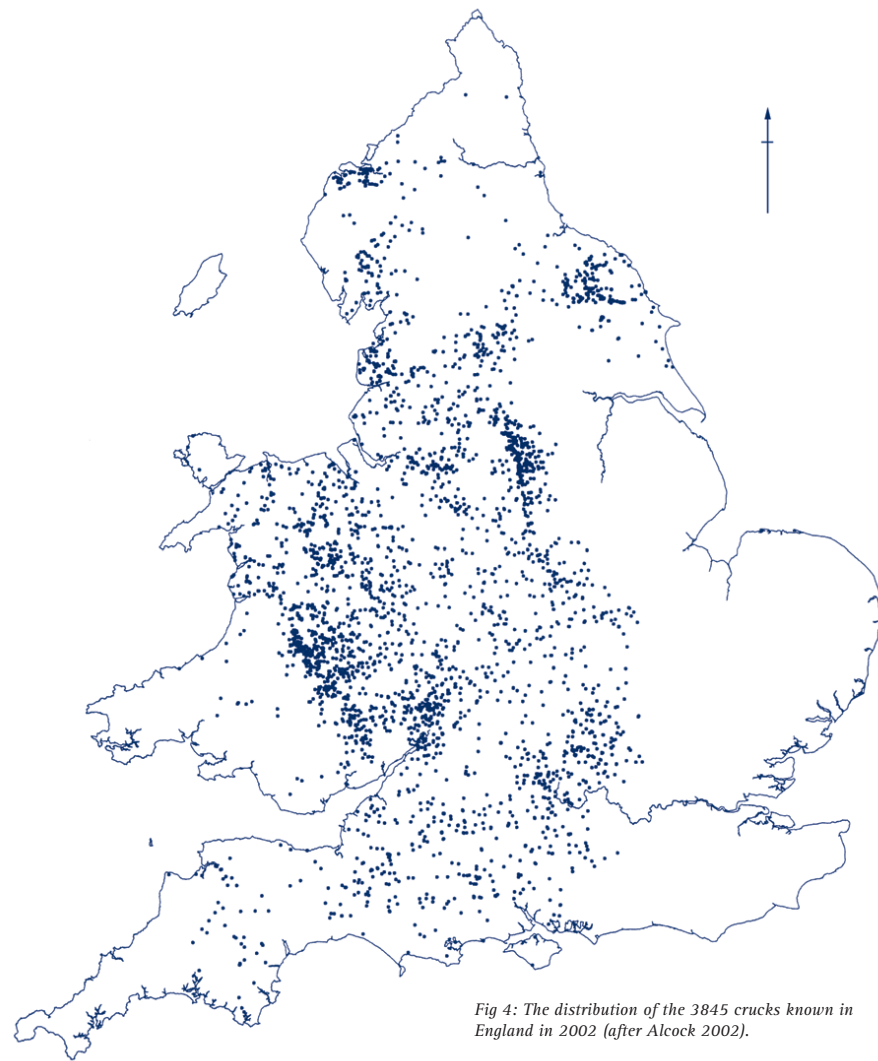 Fig 4: The distribution of the 3845 crucks known in
England in 2002 (after Alcock 2002).